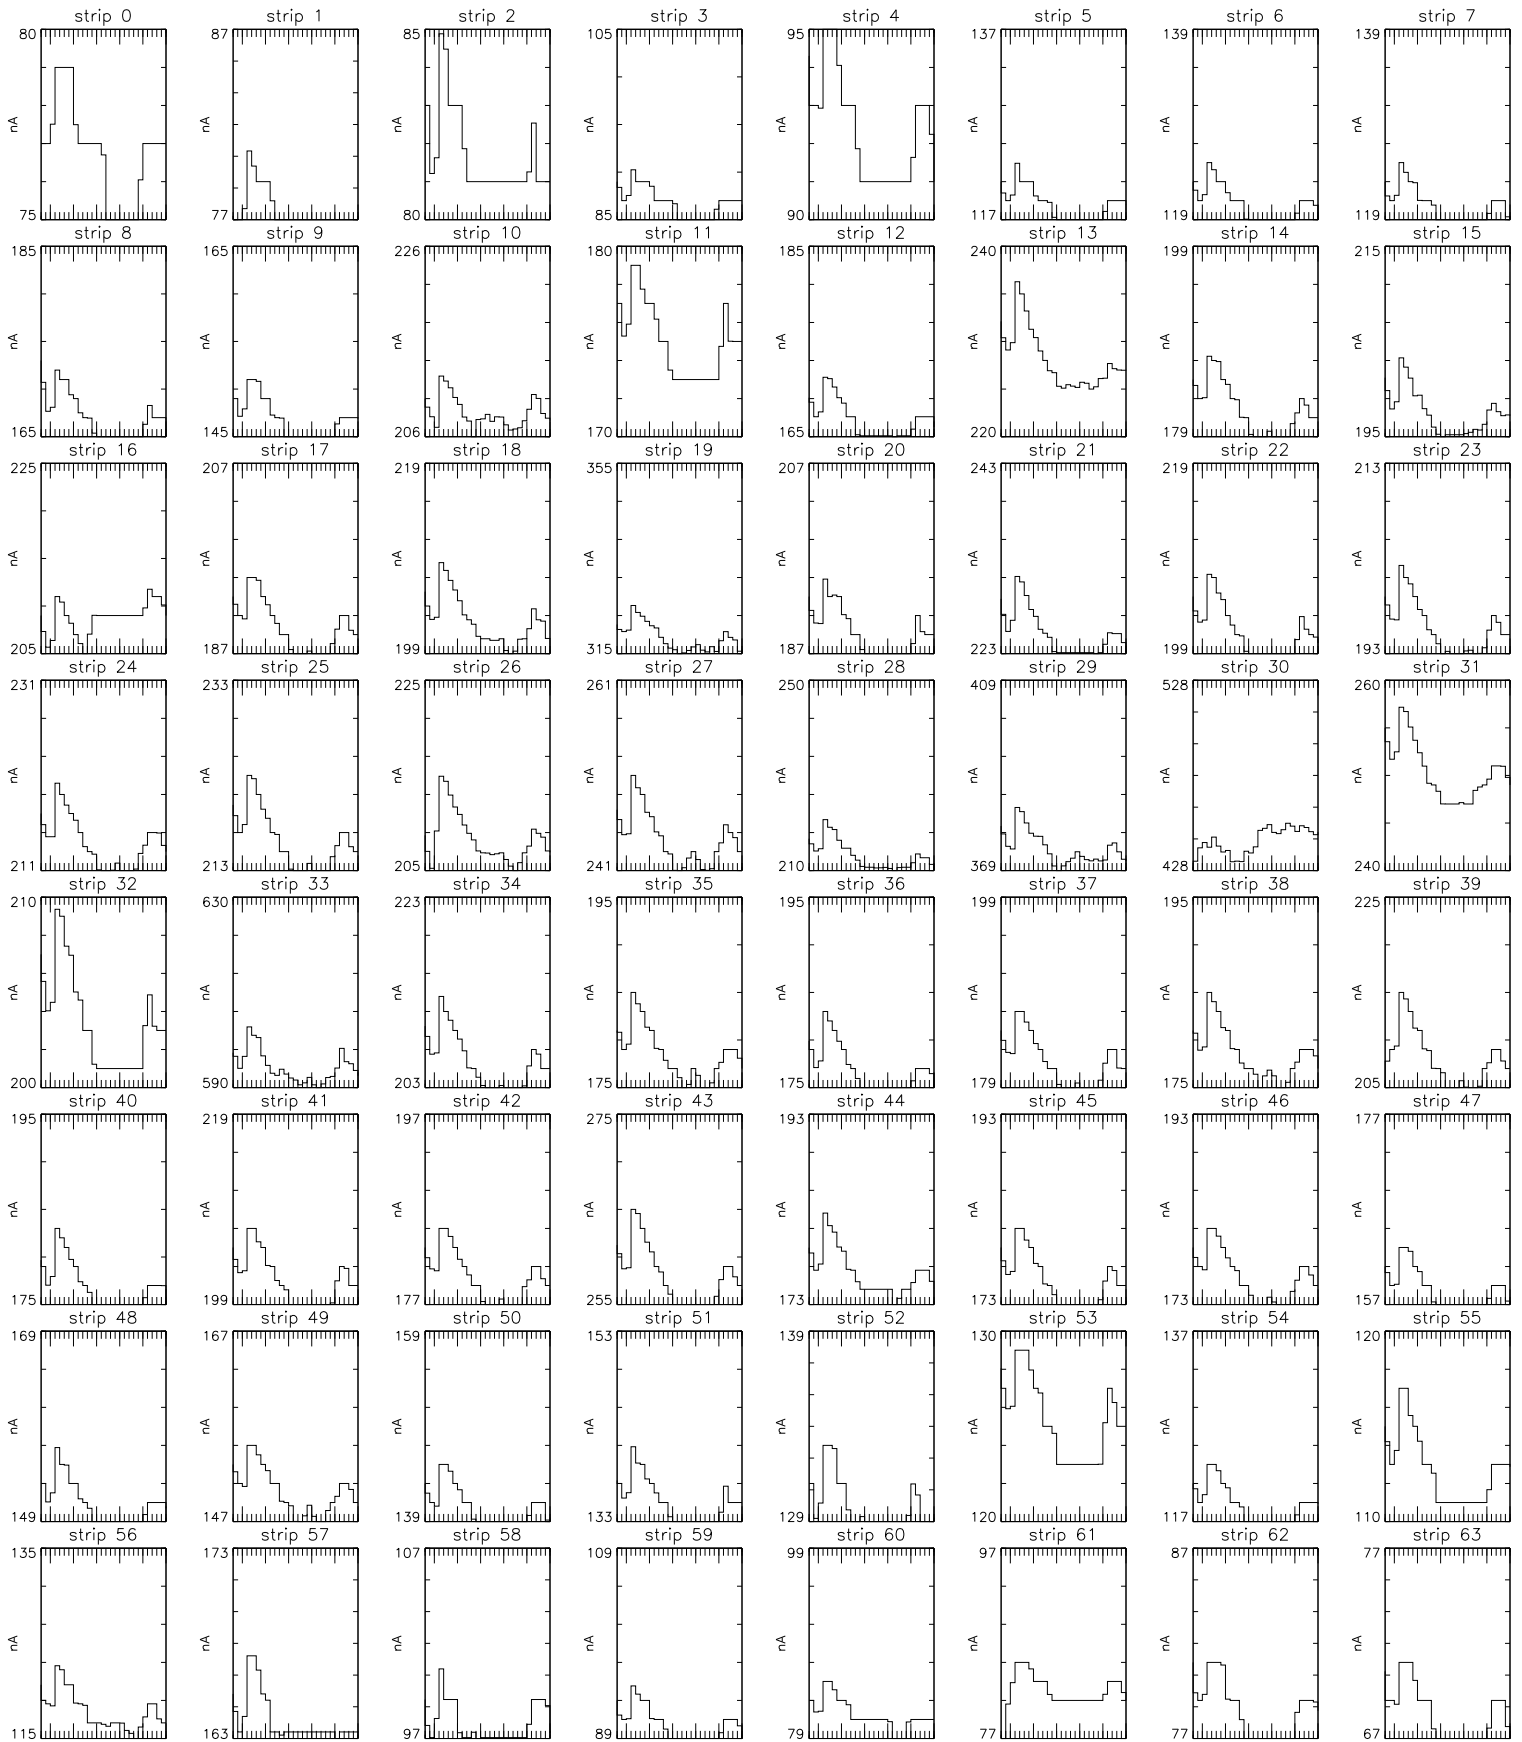 strip 0 strip 1 strip 2 strip 3 strip 4 strip 5 strip 6 strip 7
80 87 85 105 95 137 139 139
nA nA nA nA nA nA nA nA
75 77 80 85 90 117 119 119
strip 8 strip 9 strip 10 strip 11 strip 12 strip 13 strip 14 strip 15
185 165 226 180 185 240 199 215
nA nA nA nA nA nA nA nA
165 145 206 170 165 220 179 195
strip 16 strip 17 strip 18 strip 19 strip 20 strip 21 strip 22 strip 23
225 207 219 355 207 243 219 213
nA nA nA nA nA nA nA nA
205 187 199 315 187 223 199 193
strip 24 strip 25 strip 26 strip 27 strip 28 strip 29 strip 30 strip 31
231 233 225 261 250 409 528 260
nA nA nA nA nA nA nA nA
211 213 205 241 210 369 428 240
strip 32 strip 33 strip 34 strip 35 strip 36 strip 37 strip 38 strip 39
210 630 223 195 195 199 195 225
nA nA nA nA nA nA nA nA
200 590 203 175 175 179 175 205
strip 40 strip 41 strip 42 strip 43 strip 44 strip 45 strip 46 strip 47
195 219 197 275 193 193 193 177
nA nA nA nA nA nA nA nA
175 199 177 255 173 173 173 157
strip 48 strip 49 strip 50 strip 51 strip 52 strip 53 strip 54 strip 55
169 167 159 153 139 130 137 120
nA nA nA nA nA nA nA nA
149 147 139 133 129 120 117 110
strip 56 strip 57 strip 58 strip 59 strip 60 strip 61 strip 62 strip 63
135 173 107 109 99 97 87 77
nA nA nA nA nA nA nA nA
115 163 97 89 79 77 77 67